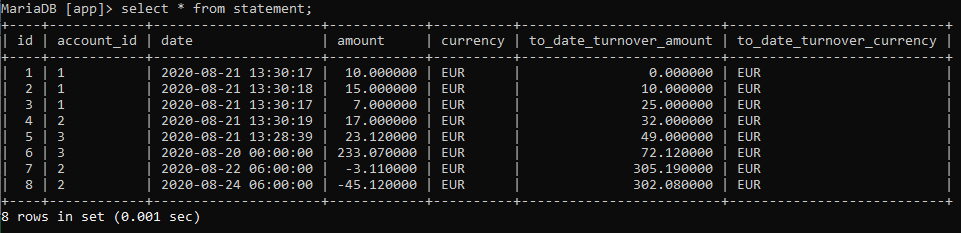 MariaDB [app]> select * from statement;
+----+------------+---------------------+------------+----------+-------------------------+---------------------------+
| id | account_id | date                | amount     | currency | to_date_turnover_amount | to_date_turnover_currency |
+----+------------+---------------------+------------+----------+-------------------------+---------------------------+
|  1 | 1          | 2020-08-21 13:30:17 |  10.000000 | EUR      |                0.000000 | EUR                       |
|  2 | 1          | 2020-08-21 13:30:18 |  15.000000 | EUR      |               10.000000 | EUR                       |
|  3 | 1          | 2020-08-21 13:30:17 |   7.000000 | EUR      |               25.000000 | EUR                       |
|  4 | 2          | 2020-08-21 13:30:19 |  17.000000 | EUR      |               32.000000 | EUR                       |
|  5 | 3          | 2020-08-21 13:28:39 |  23.120000 | EUR      |               49.000000 | EUR                       |
|  6 | 3          | 2020-08-20 00:00:00 | 233.070000 | EUR      |               72.120000 | EUR                       |
|  7 | 2          | 2020-08-22 06:00:00 |  -3.110000 | EUR      |              305.190000 | EUR                       |
|  8 | 2          | 2020-08-24 06:00:00 | -45.120000 | EUR      |              302.080000 | EUR                       |
+----+------------+---------------------+------------+----------+-------------------------+---------------------------+
8 rows in set (0.001 sec)